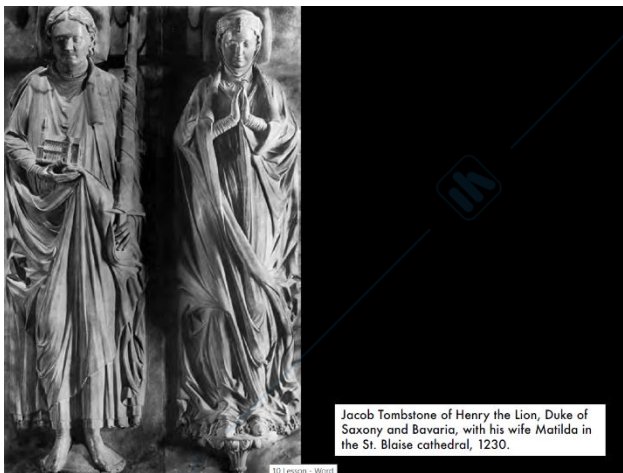 Jacob Tombstone of Henry the Lion, Duke of
Saxony and Bavaria, with his wife Matilda in
the St. Blaise cathedral, 1230.
10 Lesson - Word